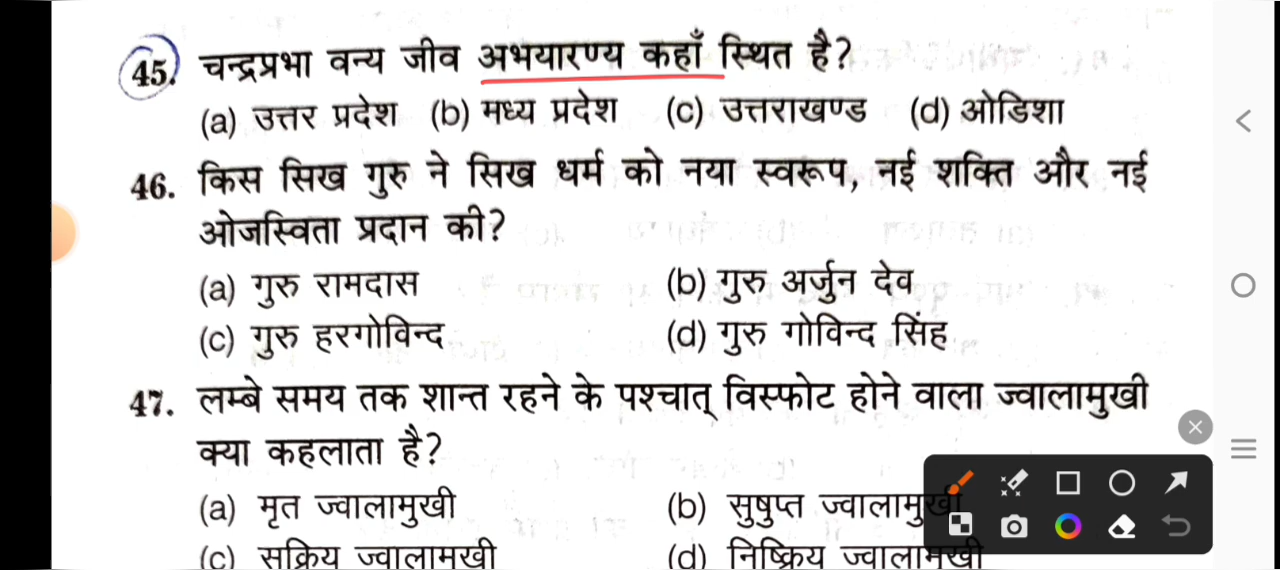 45. चन्द्रप्रभा वन्य जीव अभयारण्य कहाँ स्थित है?
(a) उत्तर प्रदेश (b) मध्य प्रदेश (c) उत्तराखण्ड (d) ओडिशा
46. किस सिख गुरु ने सिख धर्म को नया स्वरूप, नई शक्ति और नई
ओजस्विता प्रदान की?
(a) गुरु रामदास (b) गुरु अर्जुन देव
(c) गुरु हरगोविन्द (d) गुरु गोविन्द सिंह
47. लम्बे समय तक शान्त रहने के पश्चात् विस्फोट होने वाला ज्वालामुखी
क्या कहलाता है?
(a) मृत ज्वालामुखी (b) सुषुप्त ज्वालामुखी
(c) सक्रिय ज्वालामुखी (d) निष्क्रिय ज्वालामुखी